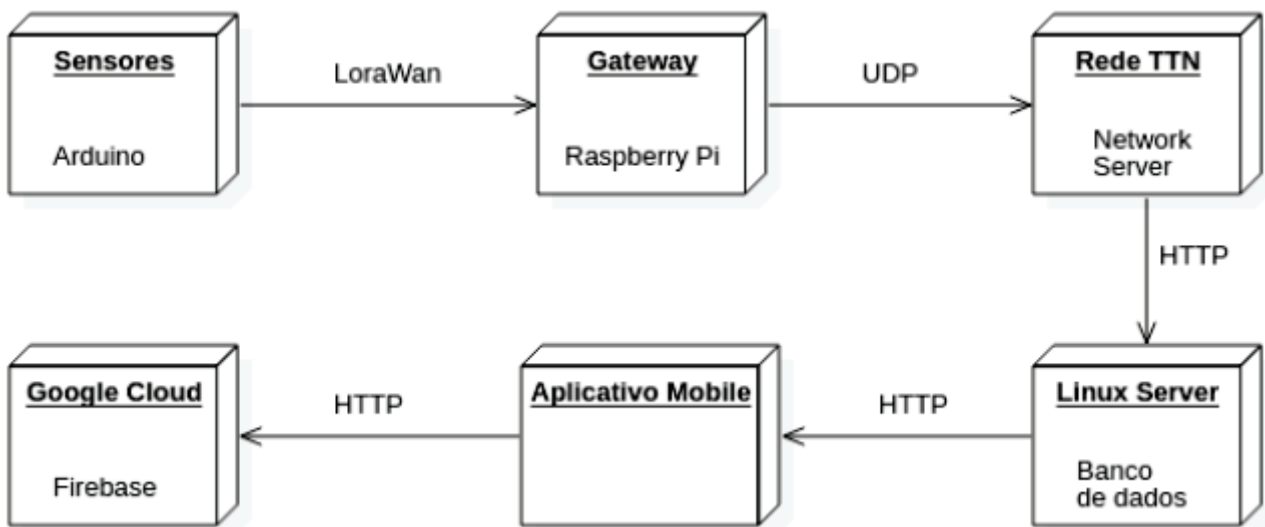 Sensores
Arduino
LoraWan
Gateway
Raspberry Pi
UDP
Rede TTN
Network
Server
HTTP
Linux Server
Banco
de dados
HTTP
Aplicativo Mobile
HTTP
Google Cloud
Firebase